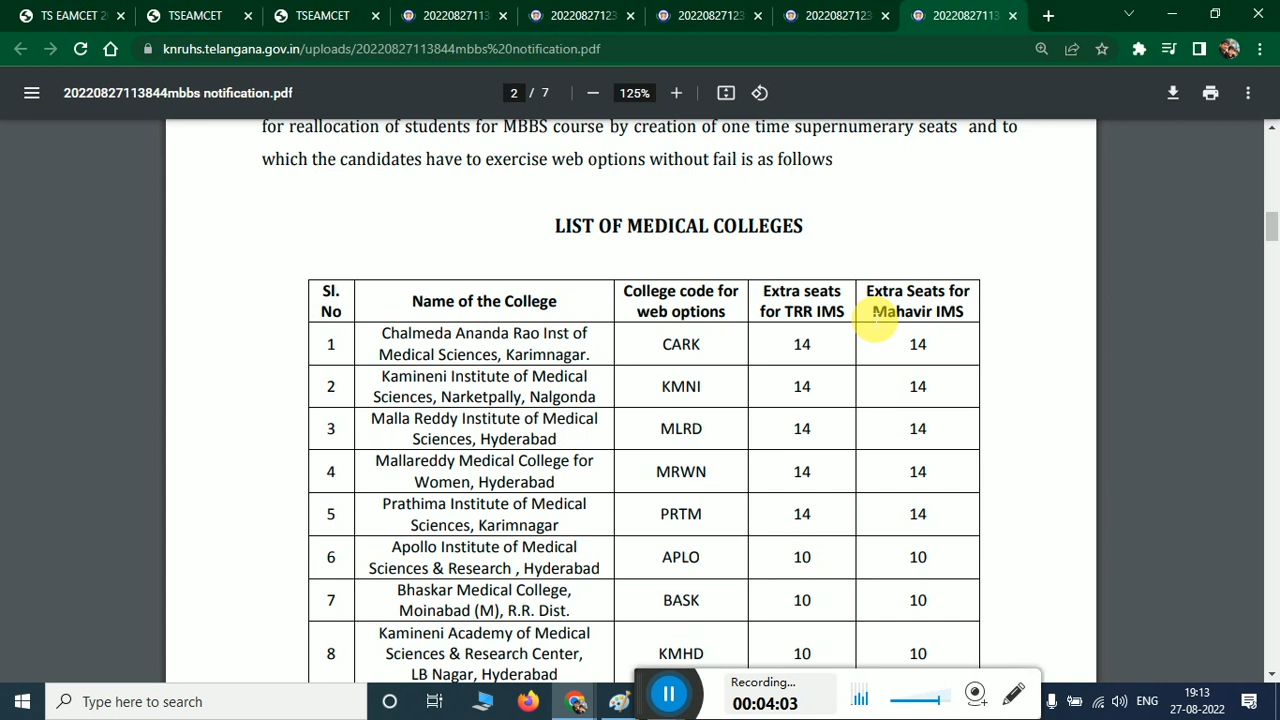 TS EAMCET 20
TSEAMCET
TSEAMCET
20220827113
20220827123
20220827123
20220827123
20220827113
knruhs.telangana.gov.in/uploads/20220827113844mbbs%20notification.pdf
20220827113844mbbs notification.pdf
2 / 7
125%
for reallocation of students for MBBS course by creation of one time supernumerary seats and to
which the candidates have to exercise web options without fail is as follows
LIST OF MEDICAL COLLEGES
Sl. No
Name of the College
College code for web options
Extra seats for TRR IMS
Extra Seats for Mahavir IMS
1
Chalmeda Ananda Rao Inst of
Medical Sciences, Karimnagar.
CARK
14
14
2
Kamineni Institute of Medical
Sciences, Narketpally, Nalgonda
KMNI
14
14
3
Malla Reddy Institute of Medical
Sciences, Hyderabad
MLRD
14
14
4
Mallareddy Medical College for
Women, Hyderabad
MRWN
14
14
5
Prathima Institute of Medical
Sciences, Karimnagar
PRTM
14
14
6
Apollo Institute of Medical
Sciences & Research , Hyderabad
APLO
10
10
7
Bhaskar Medical College,
Moinabad (M), R.R. Dist.
BASK
10
10
8
Kamineni Academy of Medical
Sciences & Research Center,
LB Nagar, Hyderabad
KMHD
10
10
Recording...
00:04:03
Type here to search
ENG
19:13
27-08-2022